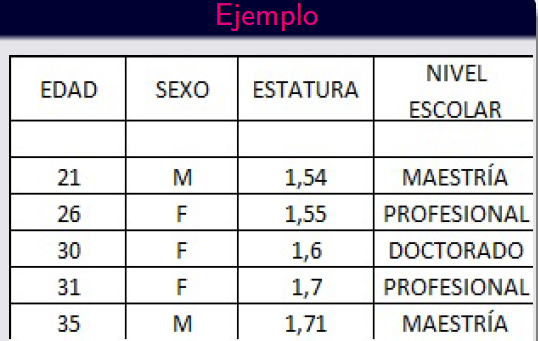 Ejemplo
EDAD SEXO ESTATURA NIVEL ESCOLAR
21 M 1,54 MAESTRÍA
26 F 1,55 PROFESIONAL
30 F 1,6 DOCTORADO
31 F 1,7 PROFESIONAL
35 M 1,71 MAESTRÍA